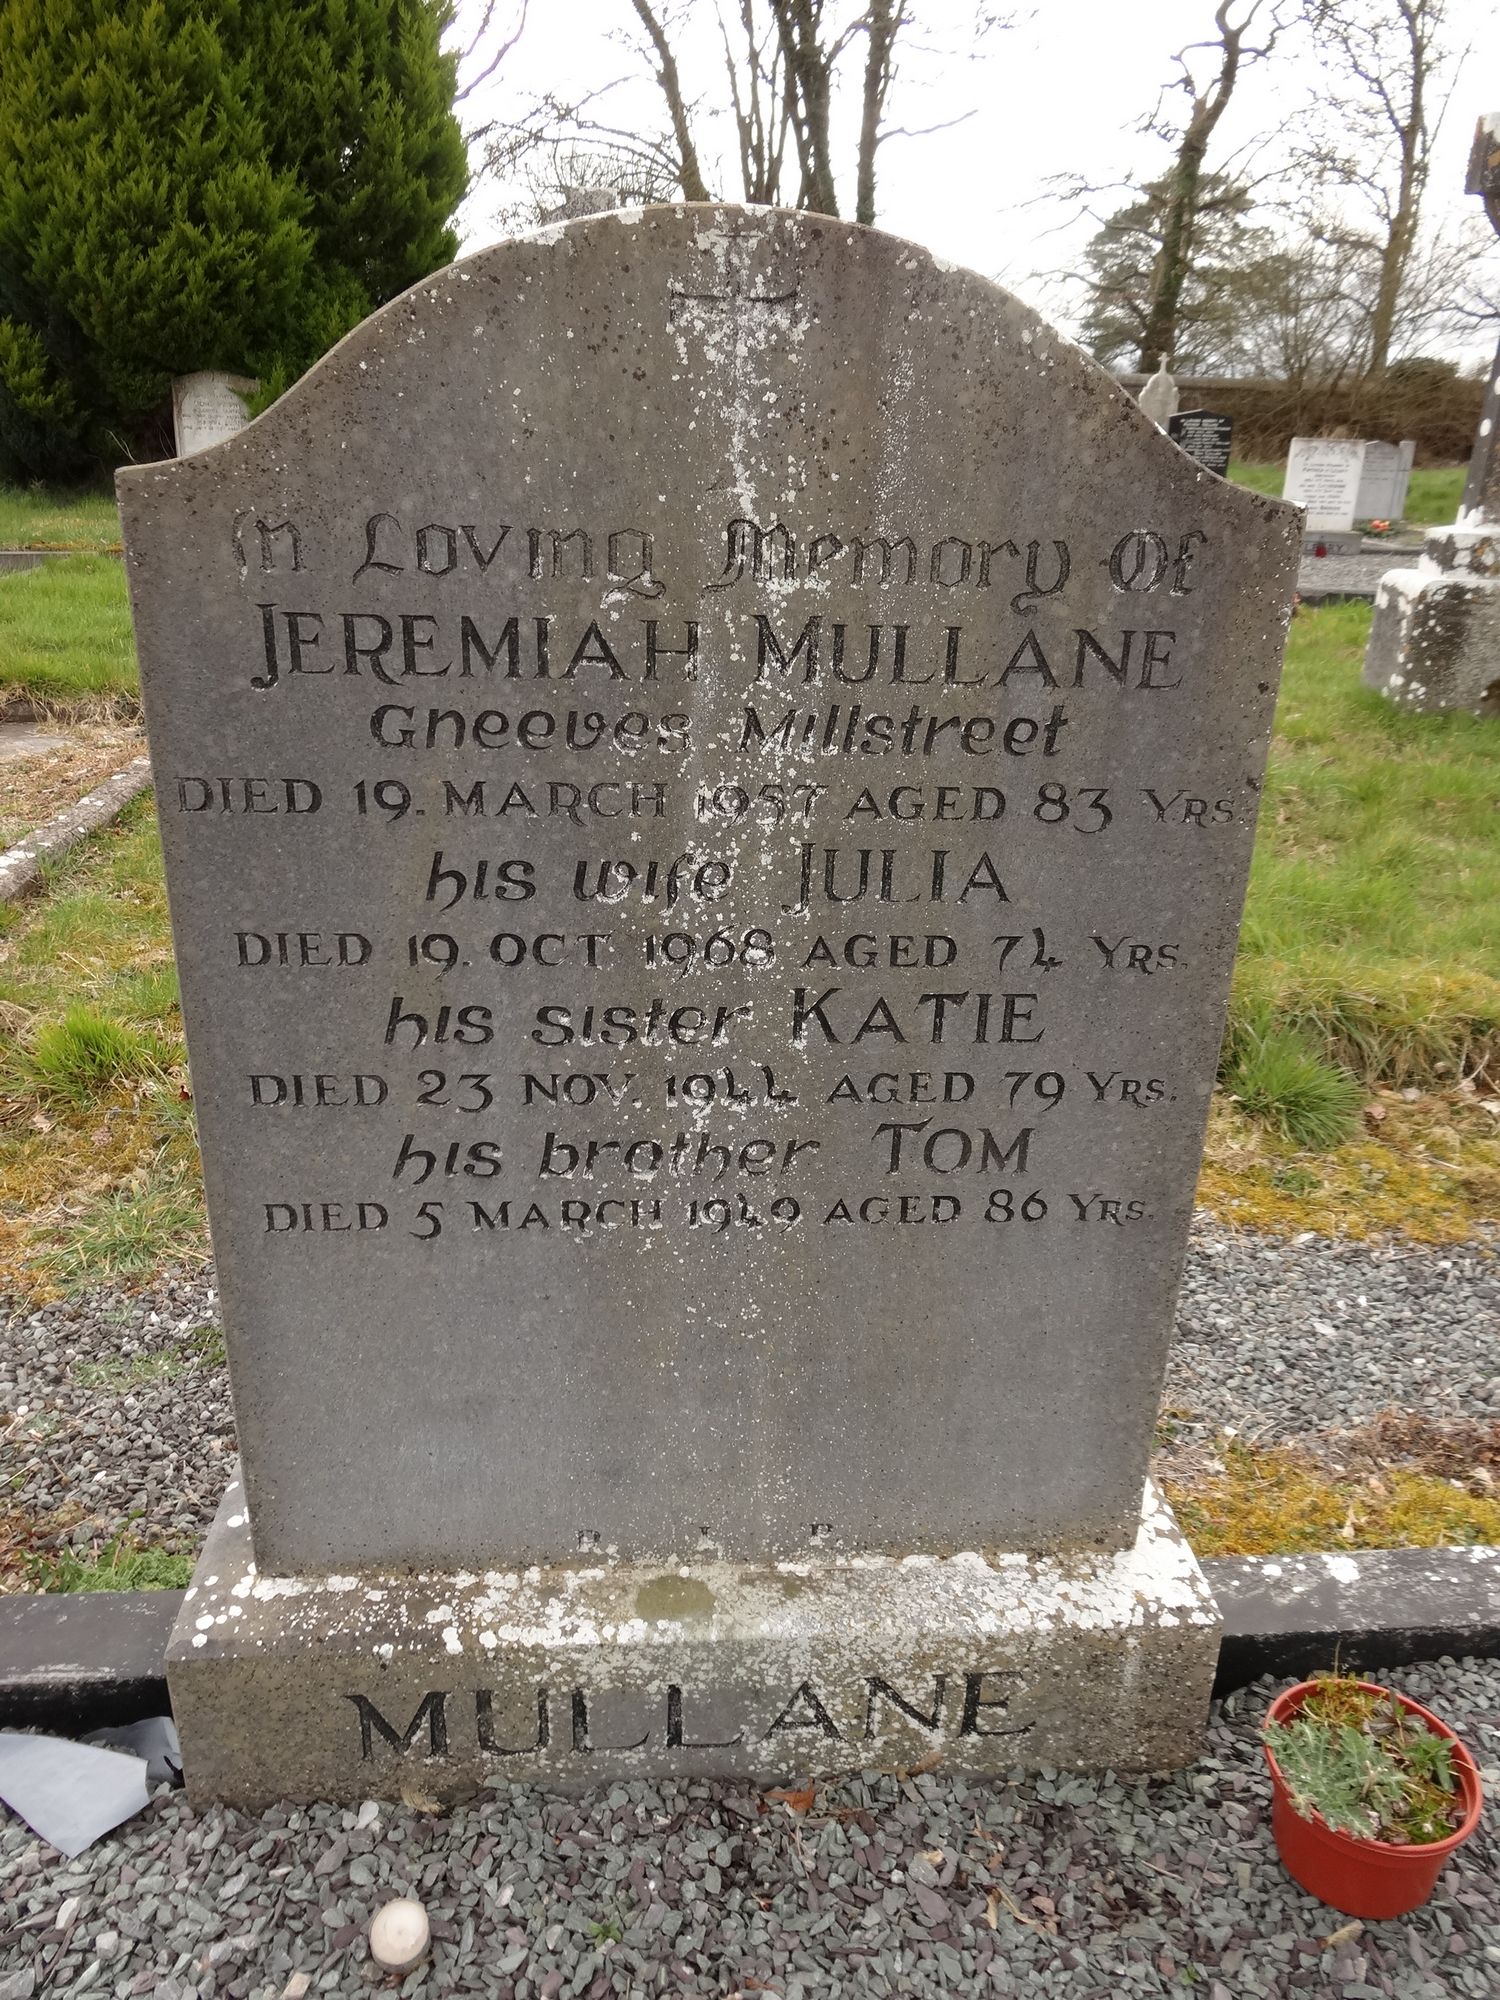 In Loving Memory Of
JEREMIAH MULLANE
Gneeves Millstreet
DIED 19. MARCH 1957 AGED 83 YRS.
his wife JULIA
DIED 19. OCT 1968 AGED 74 YRS.
his sister KATIE
DIED 23 NOV. 1944 AGED 79 YRS.
his brother TOM
DIED 5 MARCH 1949 AGED 86 YRS.
R. I. P.
MULLANE